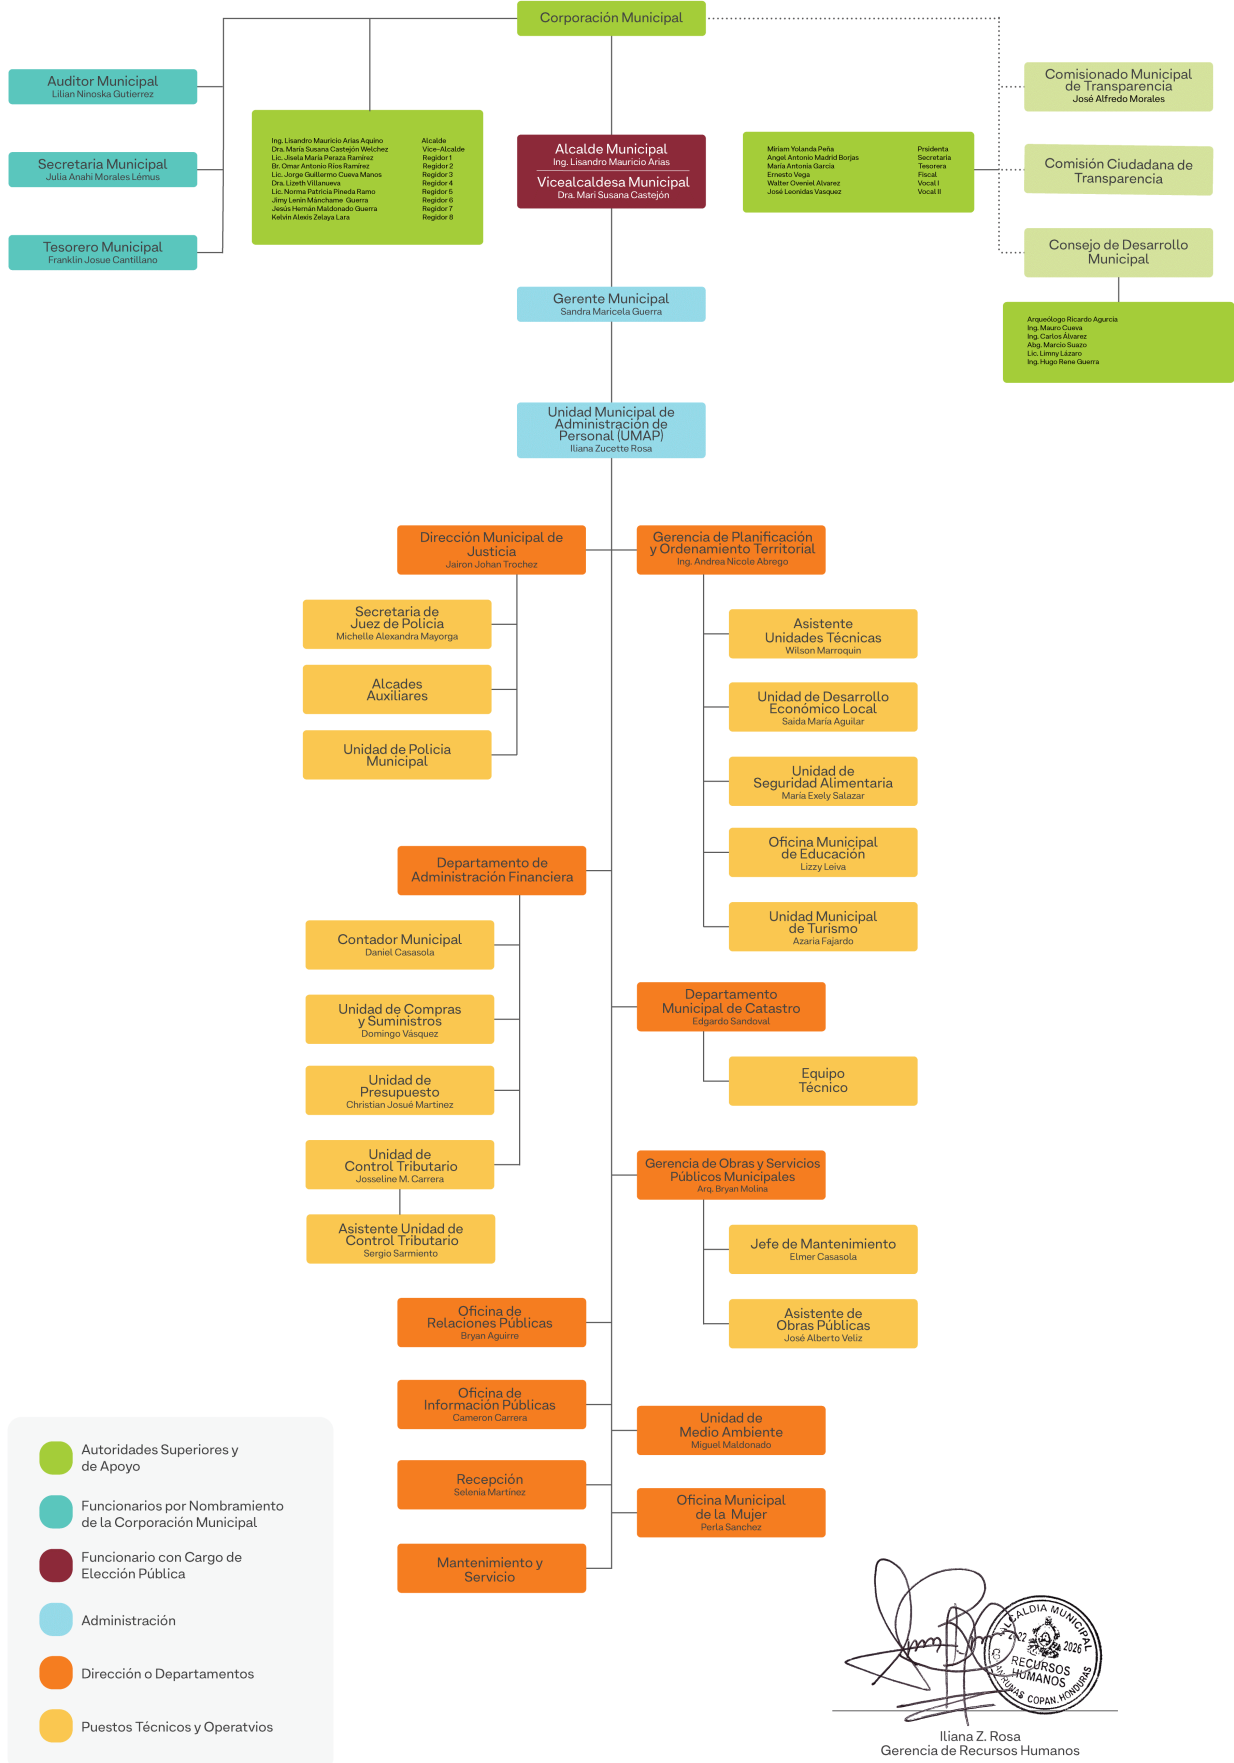 Corporación Municipal
Auditor Municipal
Lilian Ninoska Gutierrez
Secretaria Municipal
Julia Anahi Morales Lémus
Tesorero Municipal
Franklin Josue Cantillano
Ing. Lisandro Mauricio Arias Aquino Alcalde
Dra. María Susana Castejón Welchez Vice-Alcalde
Lic. Jisela María Peraza Ramírez Regidor 1
Br. Omar Antonio Ríos Ramírez Regidor 2
Lic. Jorge Guillermo Cueva Manos Regidor 3
Dra. Lizeth Villanueva Regidor 4
Lic. Norma Patricia Pineda Ramo Regidor 5
Jimy Lenin Mánchame Guerra Regidor 6
Jesús Hernán Maldonado Guerra Regidor 7
Kelvin Alexis Zelaya Lara Regidor 8
Alcalde Municipal
Ing. Lisandro Mauricio Arias
Vicealcaldesa Municipal
Dra. Mari Susana Castejón
Miriam Yolanda Peña Prsidenta
Angel Antonio Madrid Borjas Secretaria
María Antonia García Tesorera
Ernesto Vega Fiscal
Walter Oveniel Alvarez Vocal I
José Leonidas Vasquez Vocal II
Comisionado Municipal
de Transparencia
José Alfredo Morales
Comisión Ciudadana de
Transparencia
Consejo de Desarrollo
Municipal
Arqueólogo Ricardo Agurcia
Ing. Mauro Cueva
Ing. Carlos Álvarez
Abg. Marcio Suazo
Lic. Limny Lázaro
Ing. Hugo Rene Guerra
Gerente Municipal
Sandra Maricela Guerra
Unidad Municipal de
Administración de
Personal (UMAP)
Iliana Zucette Rosa
Dirección Municipal de
Justicia
Jairon Johan Trochez
Secretaria de
Juez de Policia
Michelle Alexandra Mayorga
Alcades
Auxiliares
Unidad de Policia
Municipal
Gerencia de Planificación
y Ordenamiento Territorial
Ing. Andrea Nicole Abrego
Asistente
Unidades Técnicas
Wilson Marroquin
Unidad de Desarrollo
Económico Local
Saida María Aguilar
Unidad de
Seguridad Alimentaria
María Exely Salazar
Oficina Municipal
de Educación
Lizzy Leiva
Unidad Municipal
de Turismo
Azaria Fajardo
Departamento de
Administración Financiera
Contador Municipal
Daniel Casasola
Unidad de Compras
y Suministros
Domingo Vásquez
Unidad de
Presupuesto
Christian Josué Martinez
Unidad de
Control Tributario
Josseline M. Carrera
Asistente Unidad de
Control Tributario
Sergio Sarmiento
Departamento
Municipal de Catastro
Edgardo Sandoval
Equipo
Técnico
Gerencia de Obras y Servicios
Públicos Municipales
Arq. Bryan Molina
Jefe de Mantenimiento
Elmer Casasola
Asistente de
Obras Públicas
José Alberto Veliz
Oficina de
Relaciones Públicas
Bryan Aguirre
Oficina de
Información Públicas
Cameron Carrera
Recepción
Selenia Martínez
Mantenimiento y
Servicio
Unidad de
Medio Ambiente
Miguel Maldonado
Oficina Municipal
de la Mujer
Perla Sanchez
Autoridades Superiores y
de Apoyo
Funcionarios por Nombramiento
de la Corporación Municipal
Funcionario con Cargo de
Elección Pública
Administración
Dirección o Departamentos
Puestos Técnicos y Operatvios
ALCALDIA MUNICIPAL
2026
RECURSOS
HUMANOS
COPAN, HONDURAS
Iliana Z. Rosa
Gerencia de Recursos Humanos